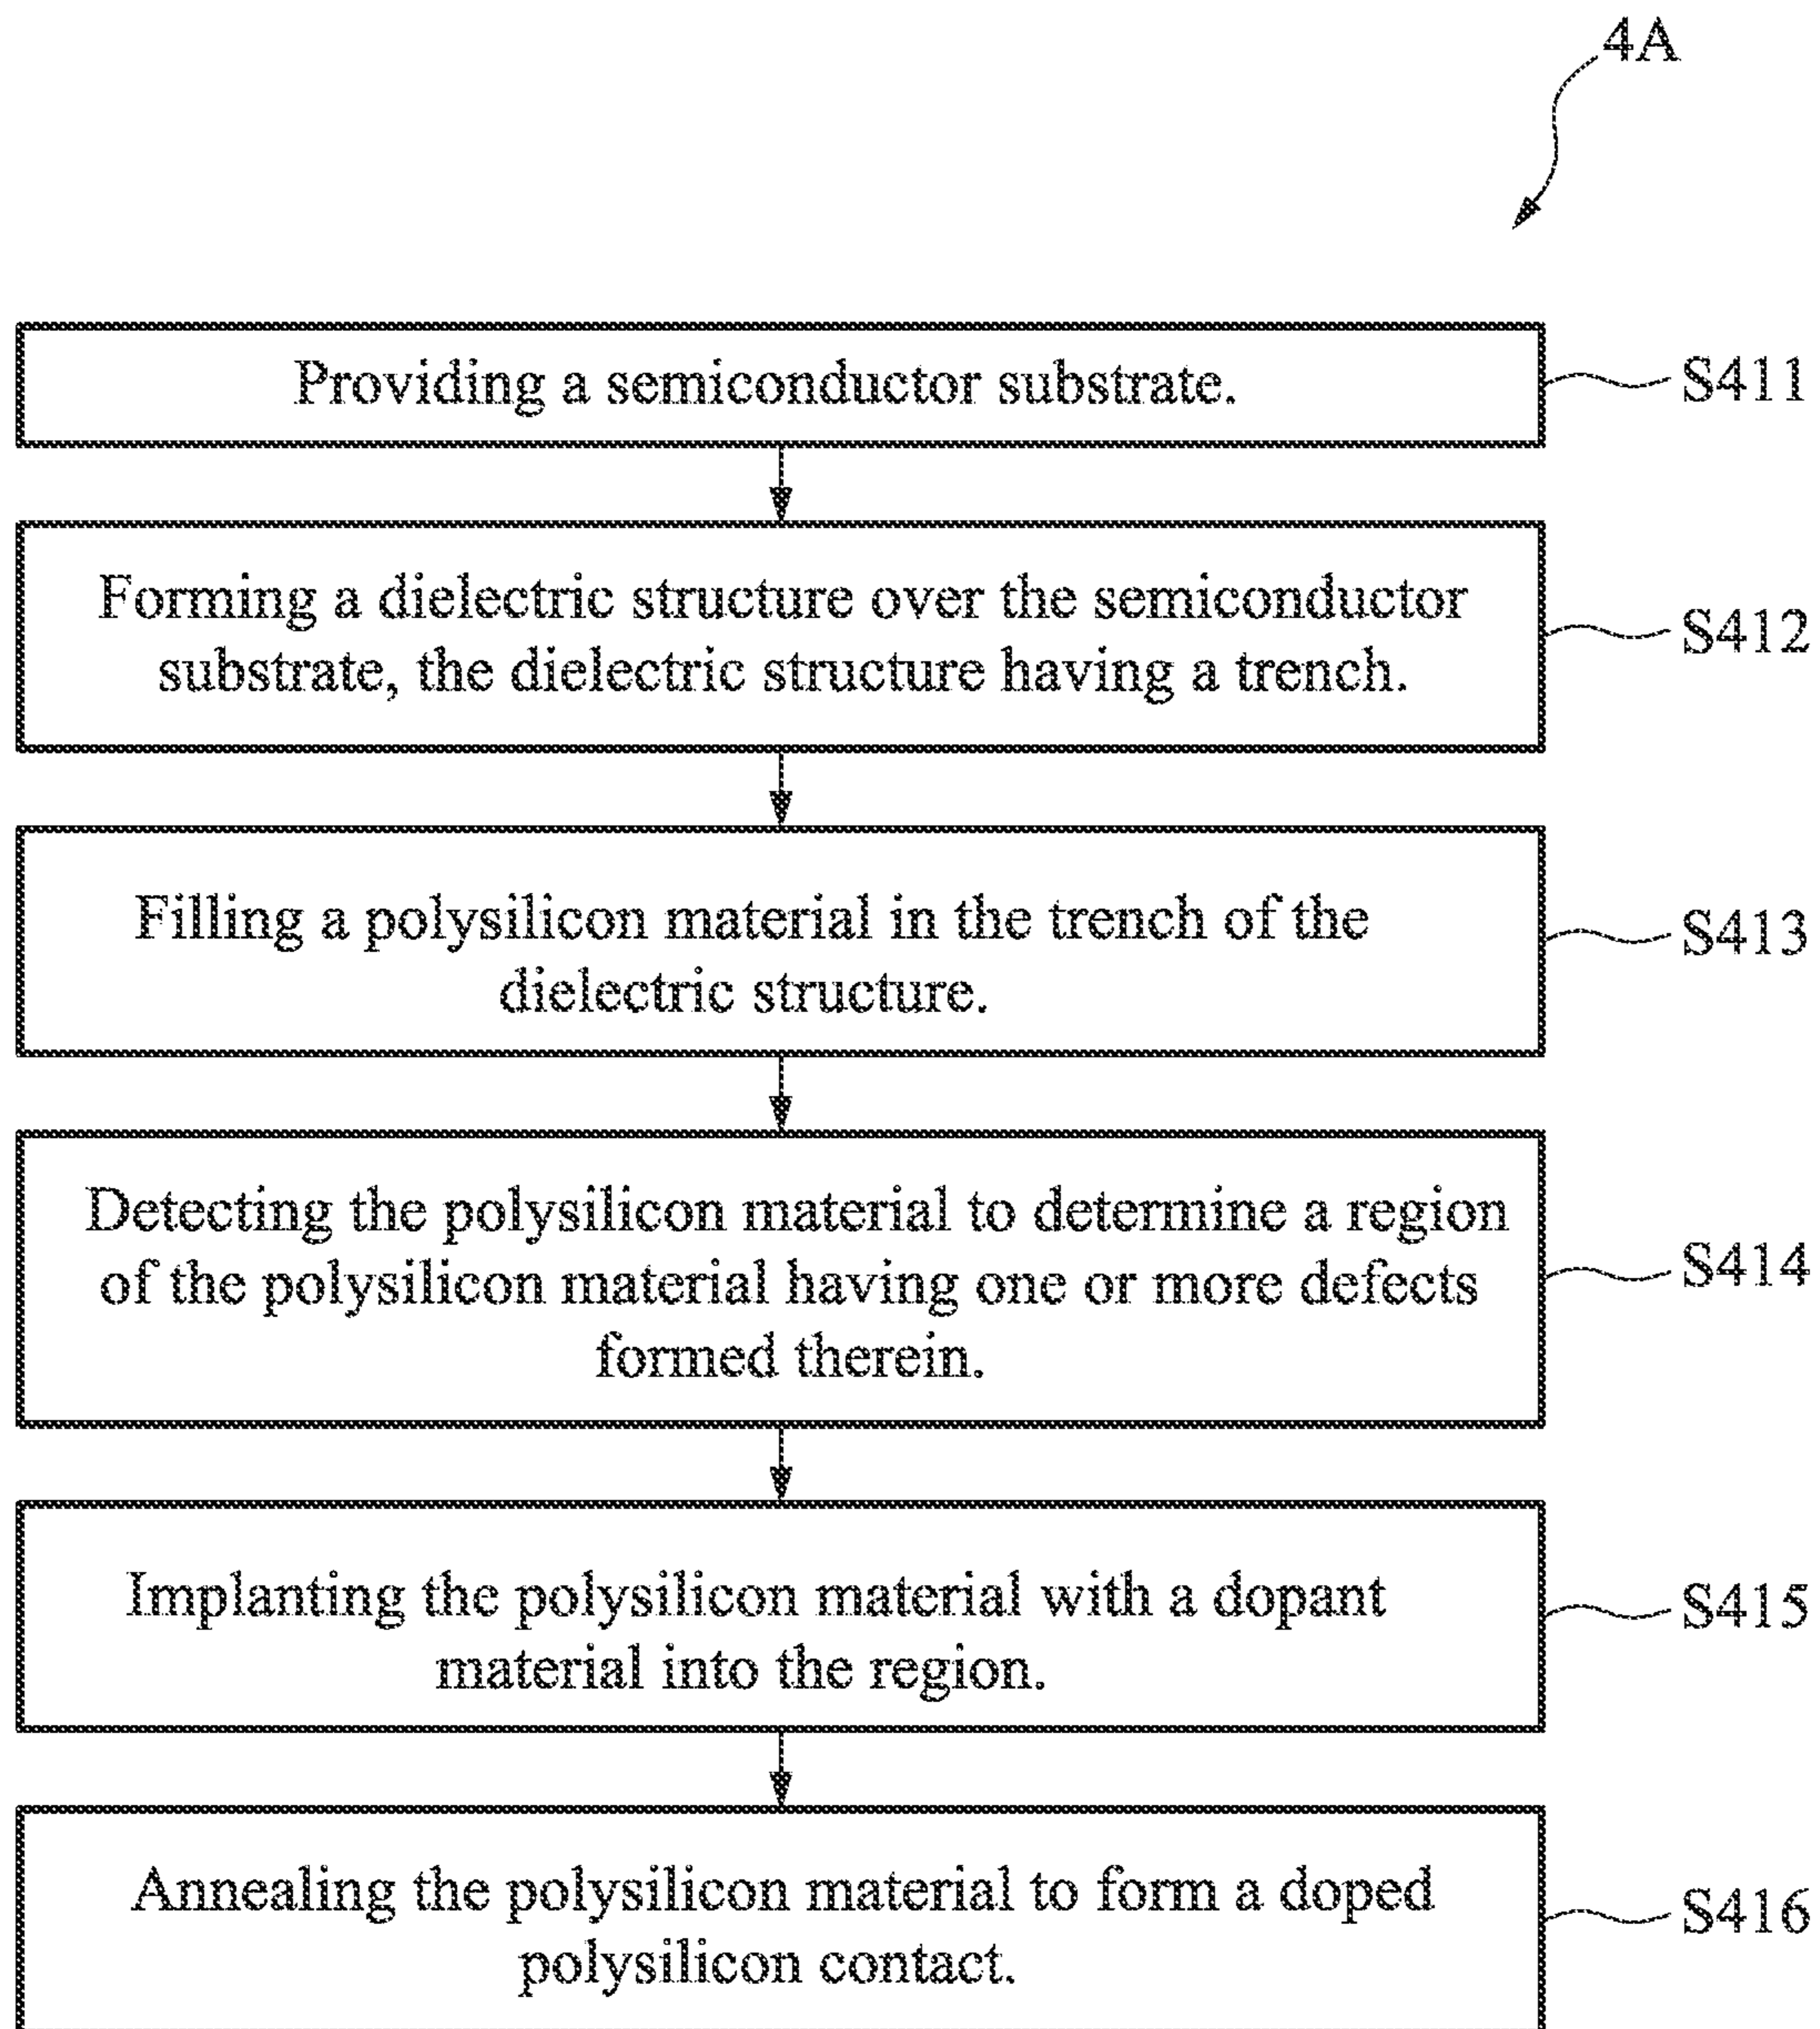 4A
Providing a semiconductor substrate.
S411
Forming a dielectric structure over the semiconductor
substrate, the dielectric structure having a trench.
S412
Filling a polysilicon material in the trench of the
dielectric structure.
S413
Detecting the polysilicon material to determine a region
of the polysilicon material having one or more defects
formed therein.
S414
Implanting the polysilicon material with a dopant
material into the region.
S415
Annealing the polysilicon material to form a doped
polysilicon contact.
S416